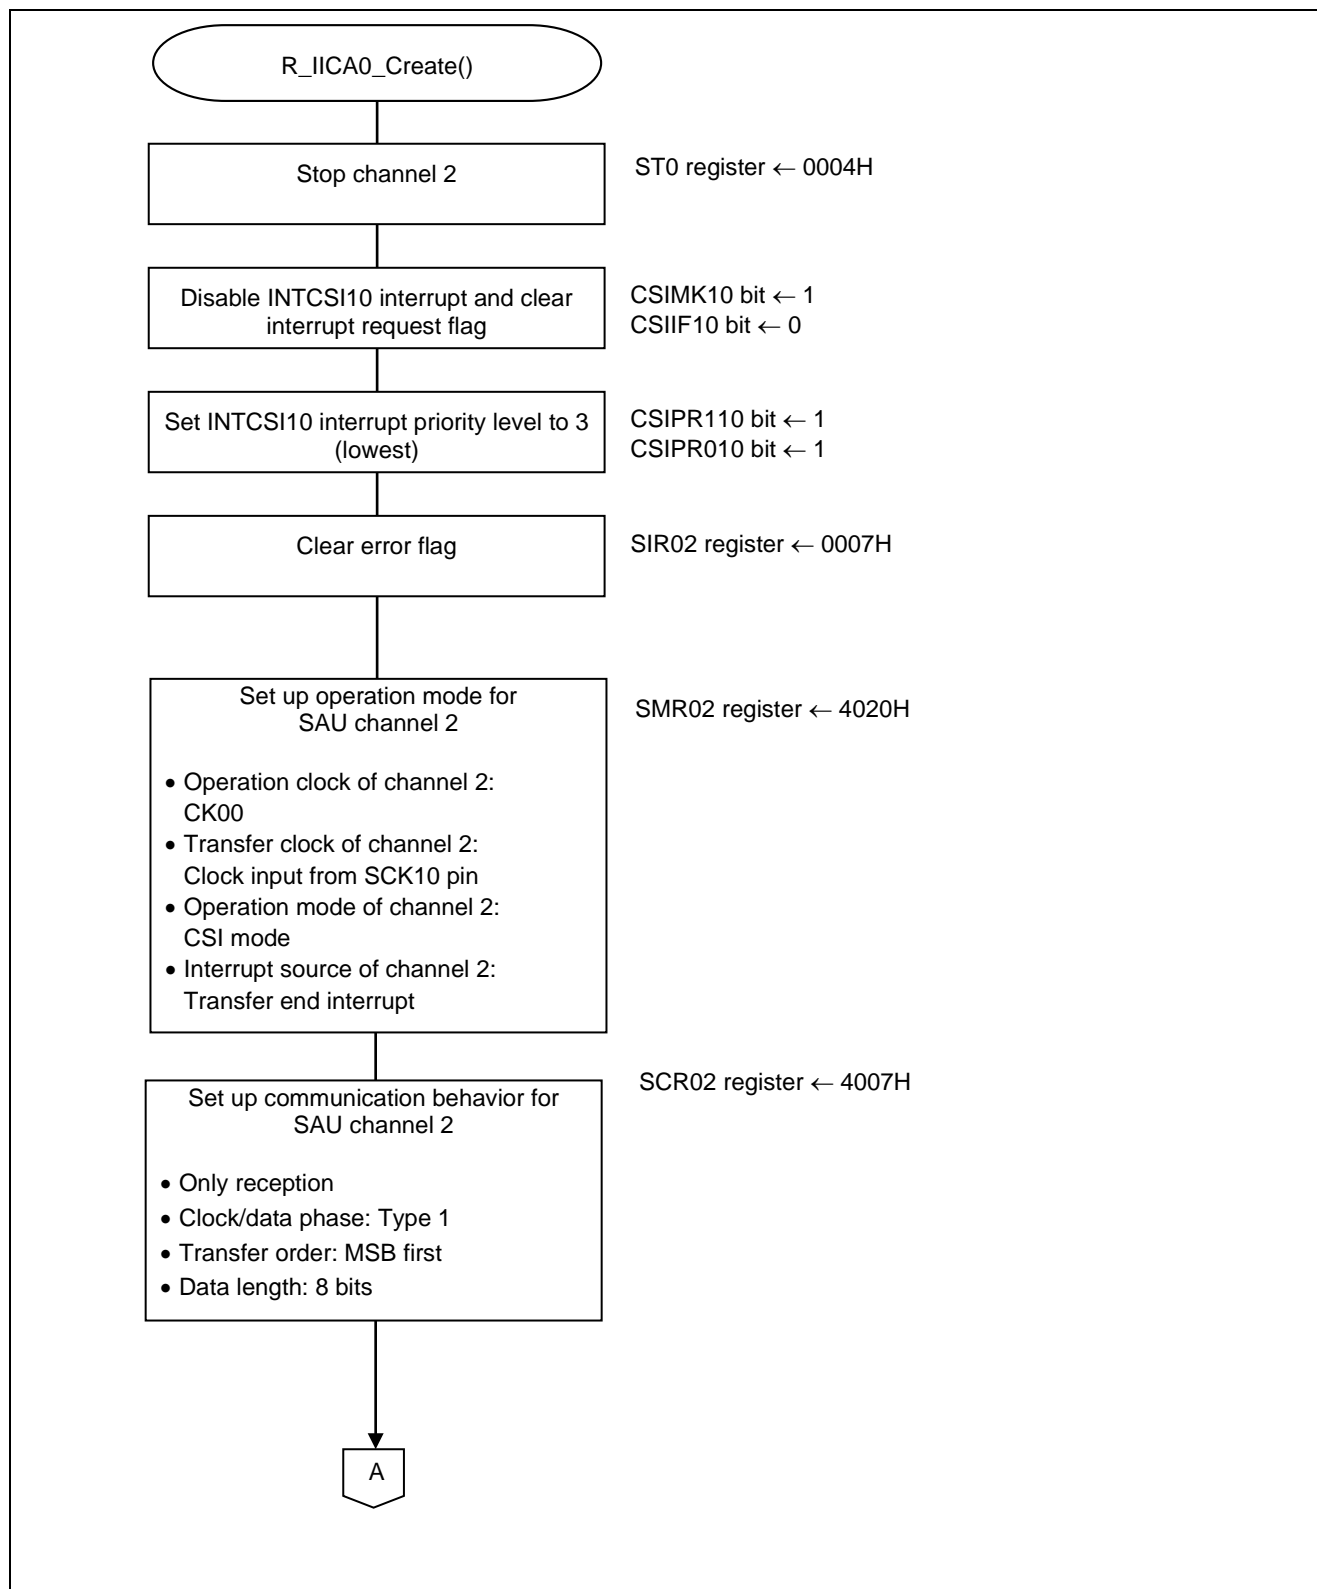 R_IICA0_Create()
Stop channel 2
ST0 register ← 0004H
Disable INTCSI10 interrupt and clear
interrupt request flag
CSIMK10 bit ← 1
CSIIF10 bit ← 0
Set INTCSI10 interrupt priority level to 3
(lowest)
CSIPR110 bit ← 1
CSIPR010 bit ← 1
Clear error flag
SIR02 register ← 0007H
Set up operation mode for
SAU channel 2
SMR02 register ← 4020H
• Operation clock of channel 2:
CK00
• Transfer clock of channel 2:
Clock input from SCK10 pin
• Operation mode of channel 2:
CSI mode
• Interrupt source of channel 2:
Transfer end interrupt
SCR02 register ← 4007H
Set up communication behavior for
SAU channel 2
• Only reception
• Clock/data phase: Type 1
• Transfer order: MSB first
• Data length: 8 bits
A